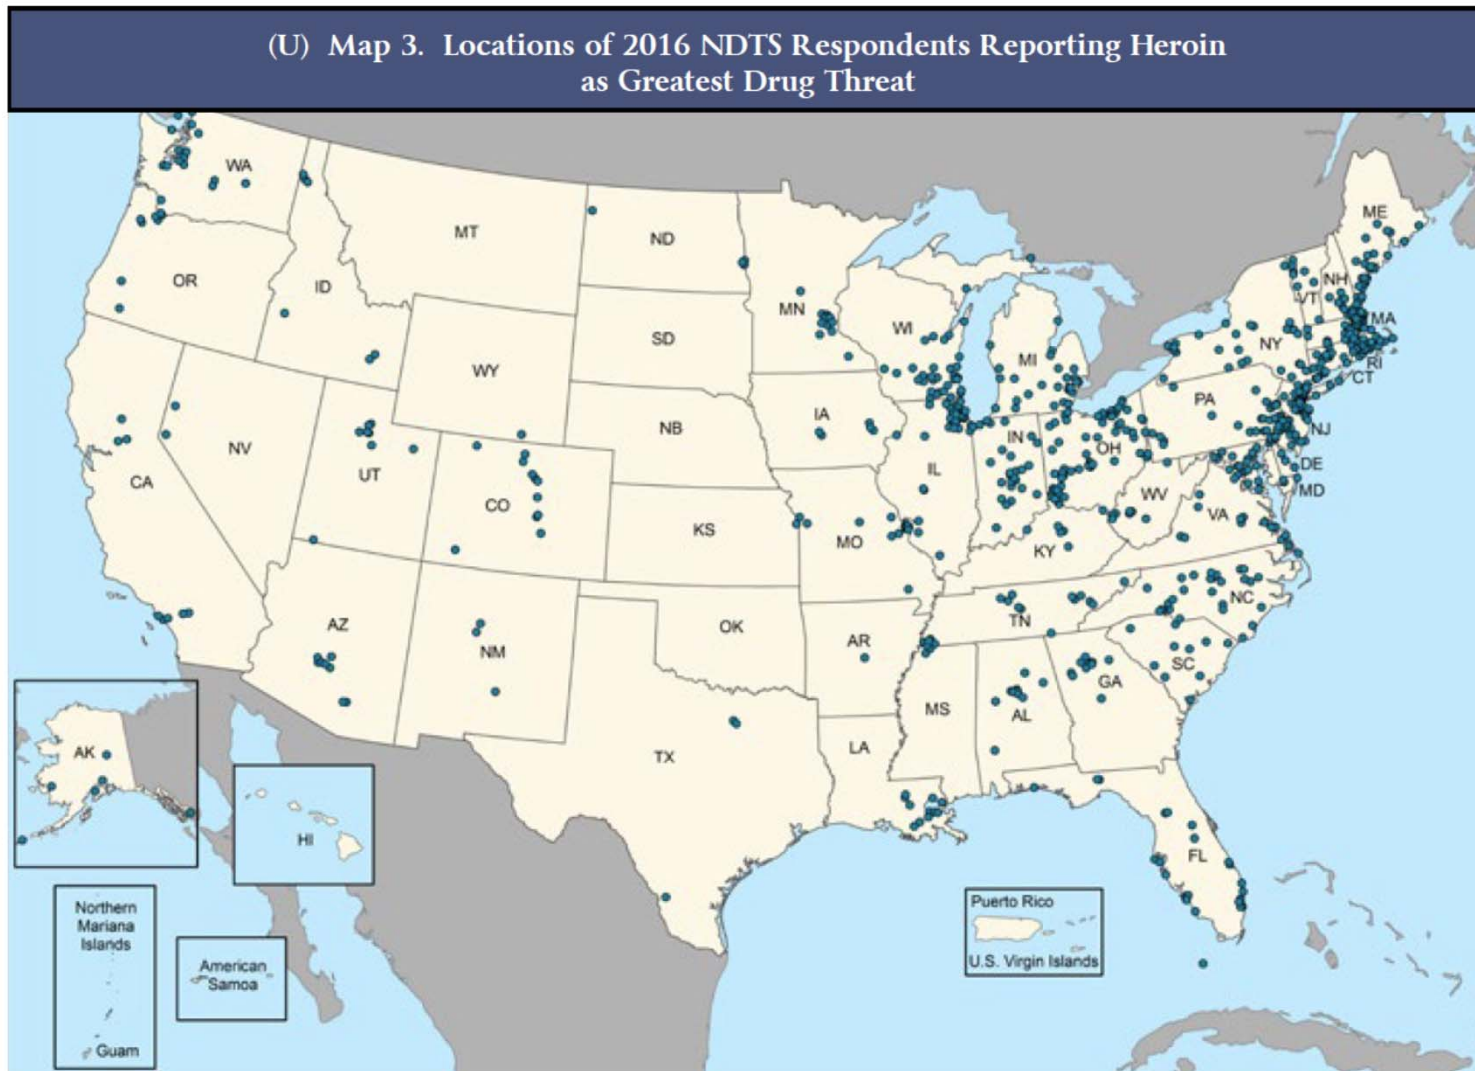 (U) Map 3. Locations of 2016 NDTS Respondents Reporting Heroin
as Greatest Drug Threat
WA
MT
ND
ME
OR
ID
MN
WI
VT
NH
SD
MI
NY
MA
RI
CT
WY
IA
PA
NB
NV
UT
CA
CO
IL
IN
OH
NJ
DE
MD
WV
VA
KS
MO
KY
AZ
NM
OK
AR
TN
NC
SC
MS
AL
GA
TX
LA
AK
HI
FL
Northern
Mariana
Islands
Guam
American
Samoa
Puerto Rico
U.S. Virgin Islands